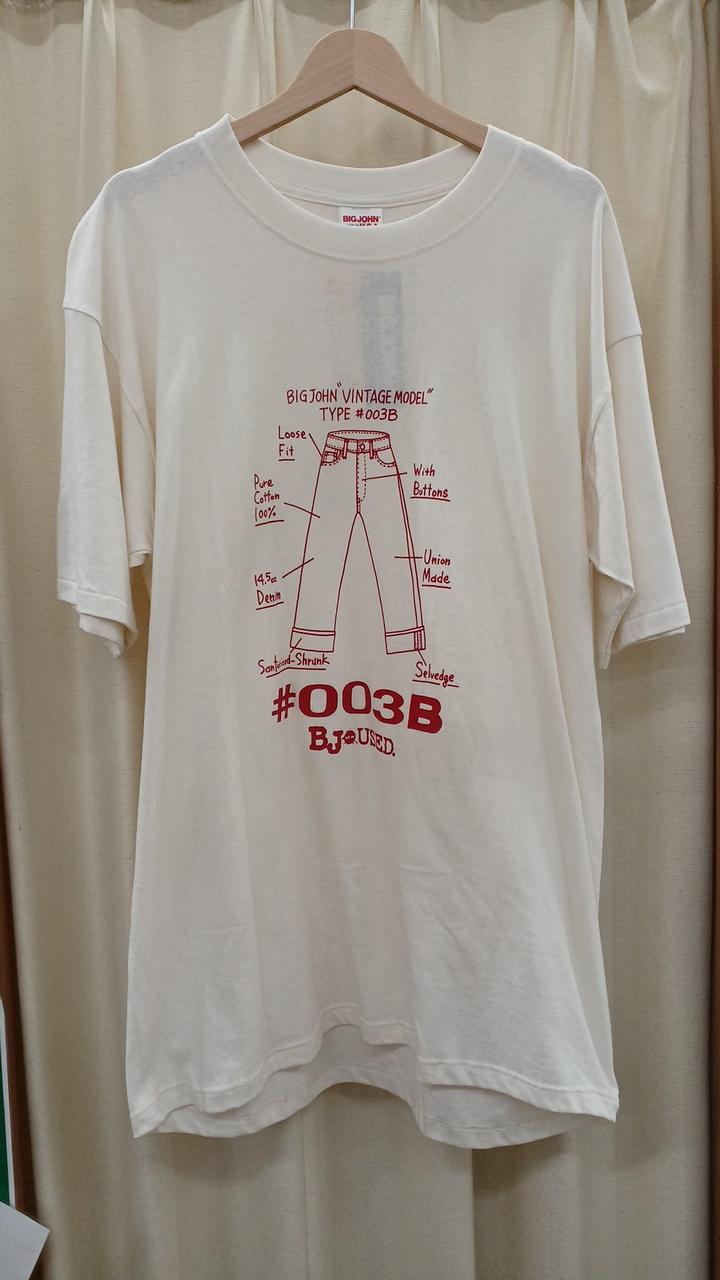 BIG JOHN
BIG JOHN "VINTAGE MODEL"
TYPE #003B
Loose
Fit
With
Buttons
Pure
Cotton
100%
Union
Made
14.5oz
Denim
-Shrunk
Selvedge
#003B
BJ USED.